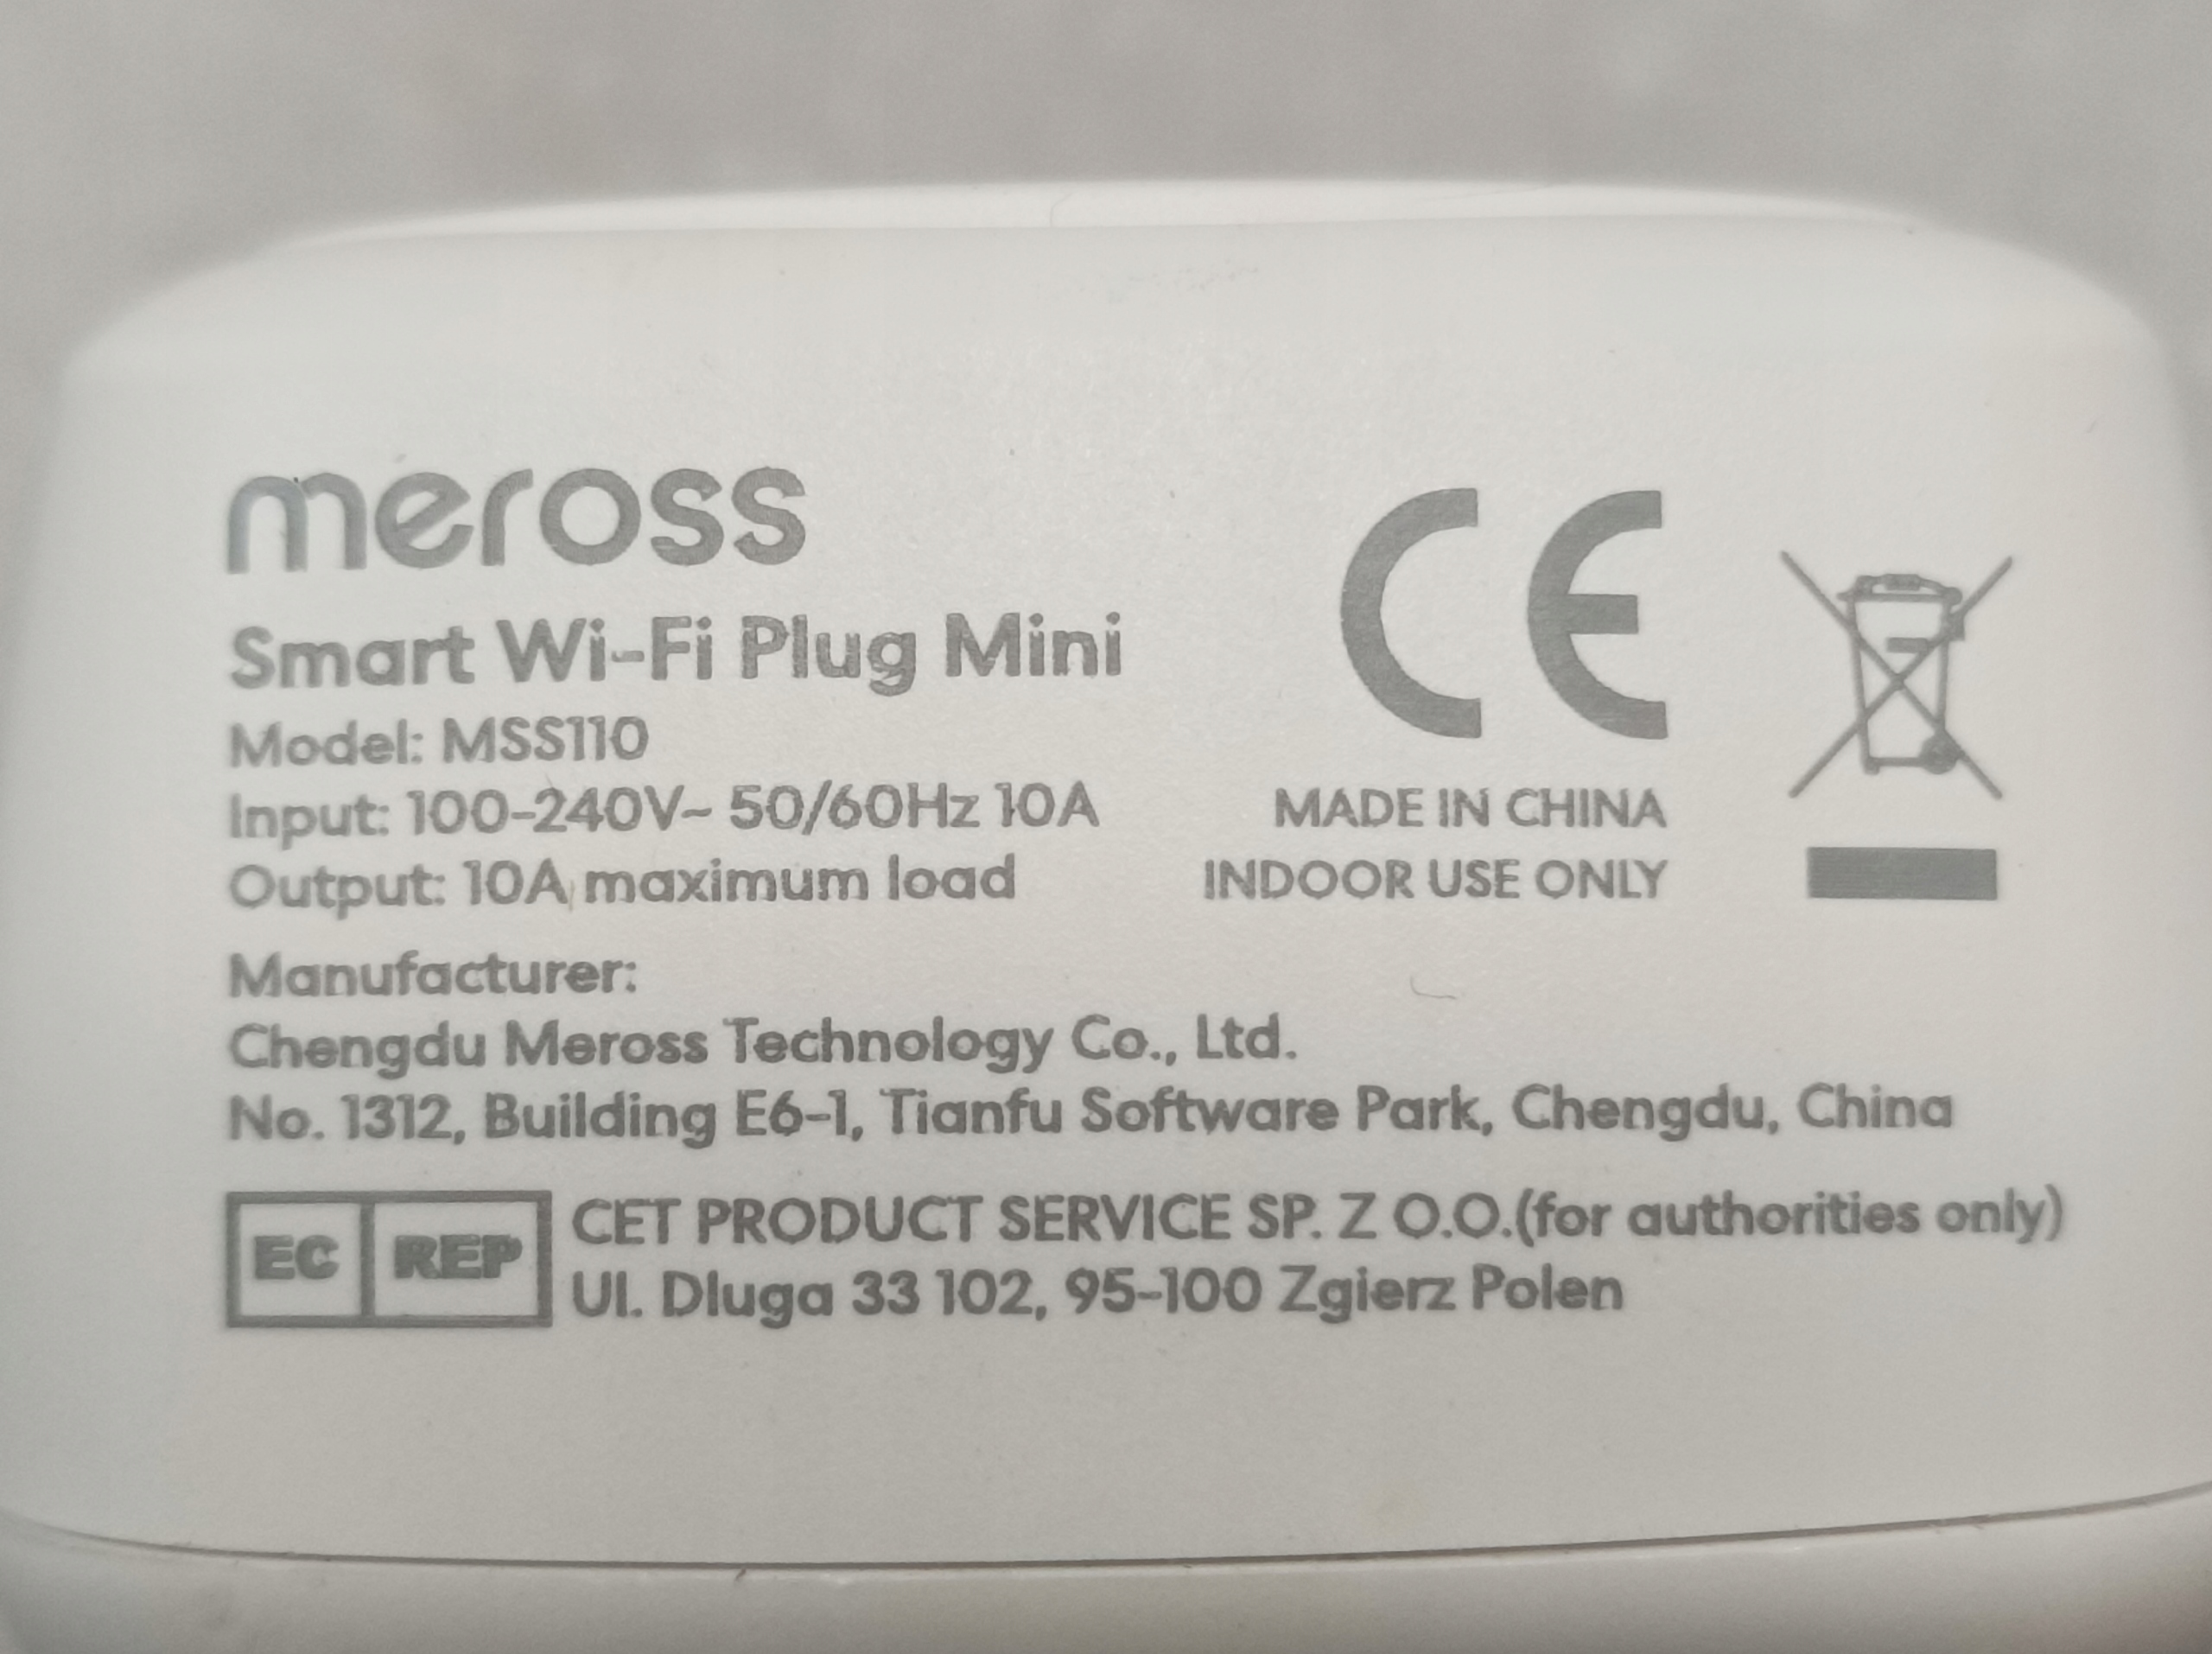 meross
Smart Wi-Fi Plug Mini
Model: MSS110
Input: 100-240V~ 50/60Hz 10A
Output: 10A maximum load
CE
MADE IN CHINA
INDOOR USE ONLY
Manufacturer:
Chengdu Meross Technology Co., Ltd.
No. 1312, Building E6-1, Tianfu Software Park, Chengdu, China
EC REP
CET PRODUCT SERVICE SP. Z O.O.(for authorities only)
Ul. Dluga 33 102, 95-100 Zgierz Polen